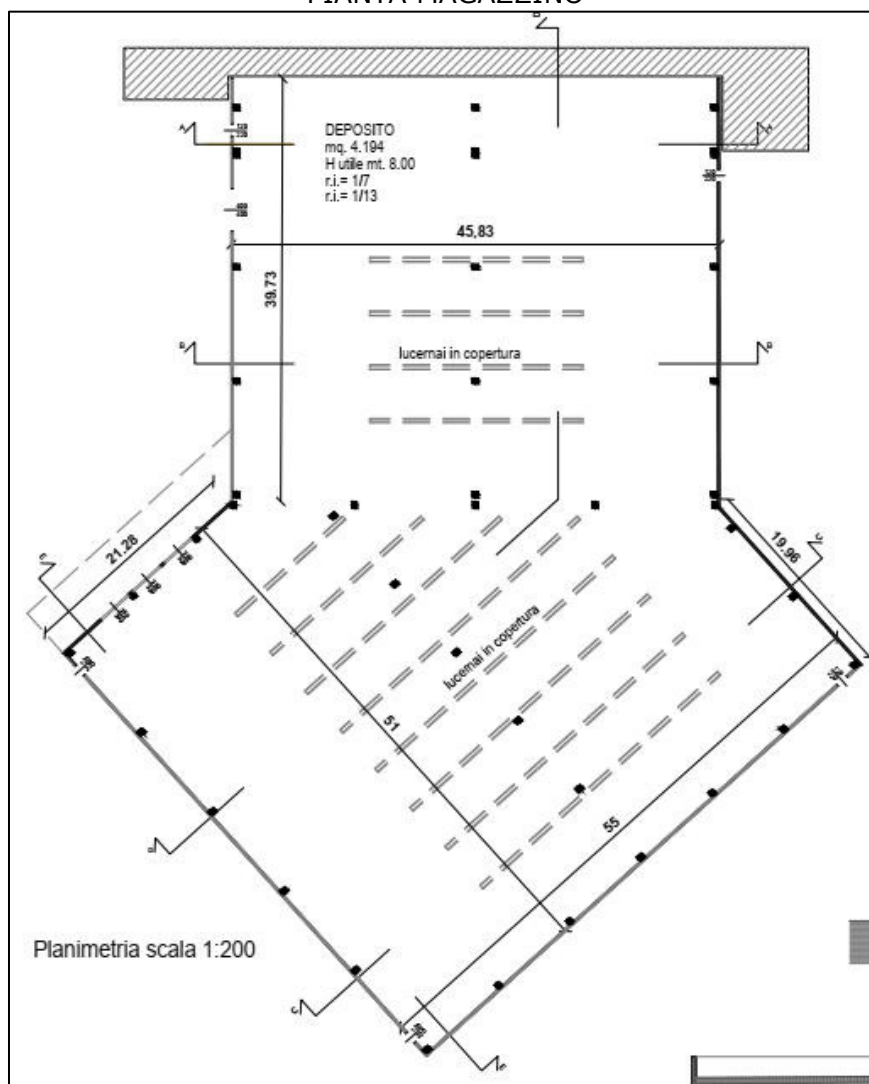 PIANTA MAGAZZINO
DEPOSITO
mq. 4.194
H utile mt. 8.00
r.i.= 1/7
r.i.= 1/13
45,83
39.73
lucernai in copertura
21.28
19.96
lucernai in copertura
51
55
Planimetria scala 1:200